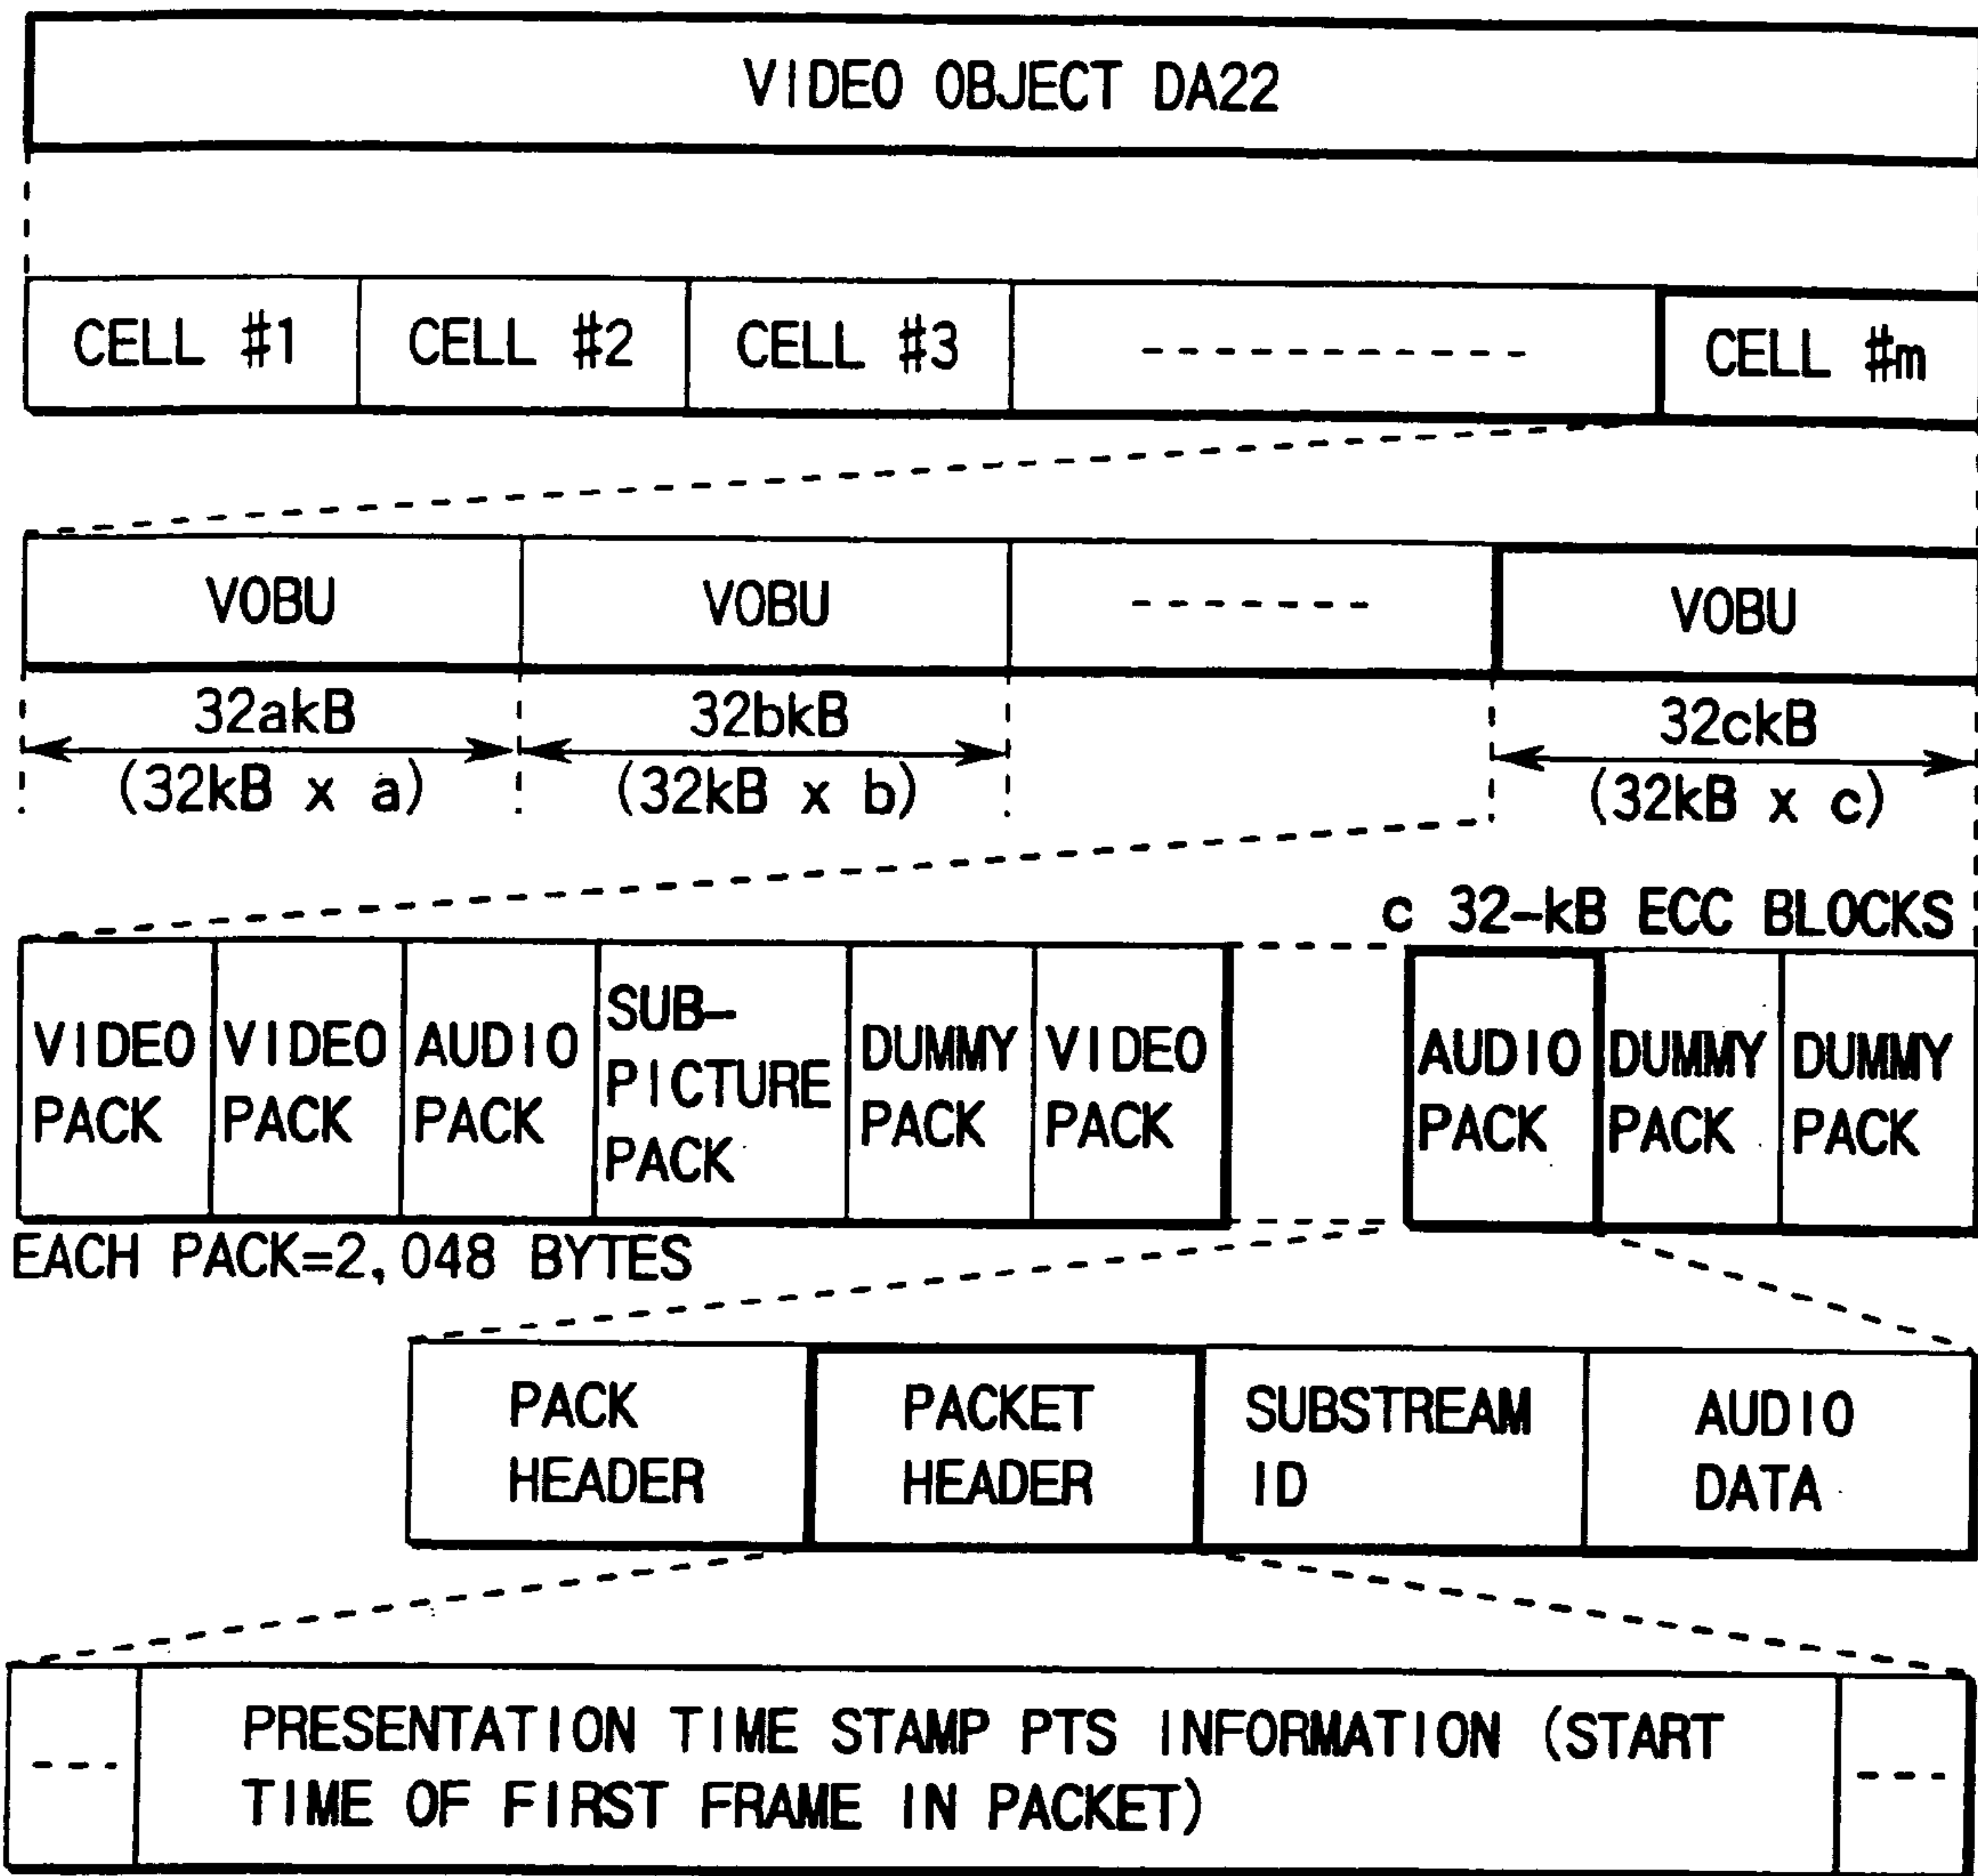 VIDEO OBJECT DA22
CELL #1
CELL #2
CELL #3
CELL #m
VOBU
VOBU
VOBU
32akB
(32kB x a)
32bkB
(32kB x b)
32ckB
(32kB x c)
c 32-kB ECC BLOCKS
VIDEO
PACK
VIDEO
PACK
AUDIO
PACK
SUB-
PICTURE
PACK
DUMMY
PACK
VIDEO
PACK
AUDIO
PACK
DUMMY
PACK
DUMMY
PACK
EACH PACK=2,048 BYTES
PACK
HEADER
PACKET
HEADER
SUBSTREAM
ID
AUDIO
DATA
PRESENTATION TIME STAMP PTS INFORMATION (START
TIME OF FIRST FRAME IN PACKET)